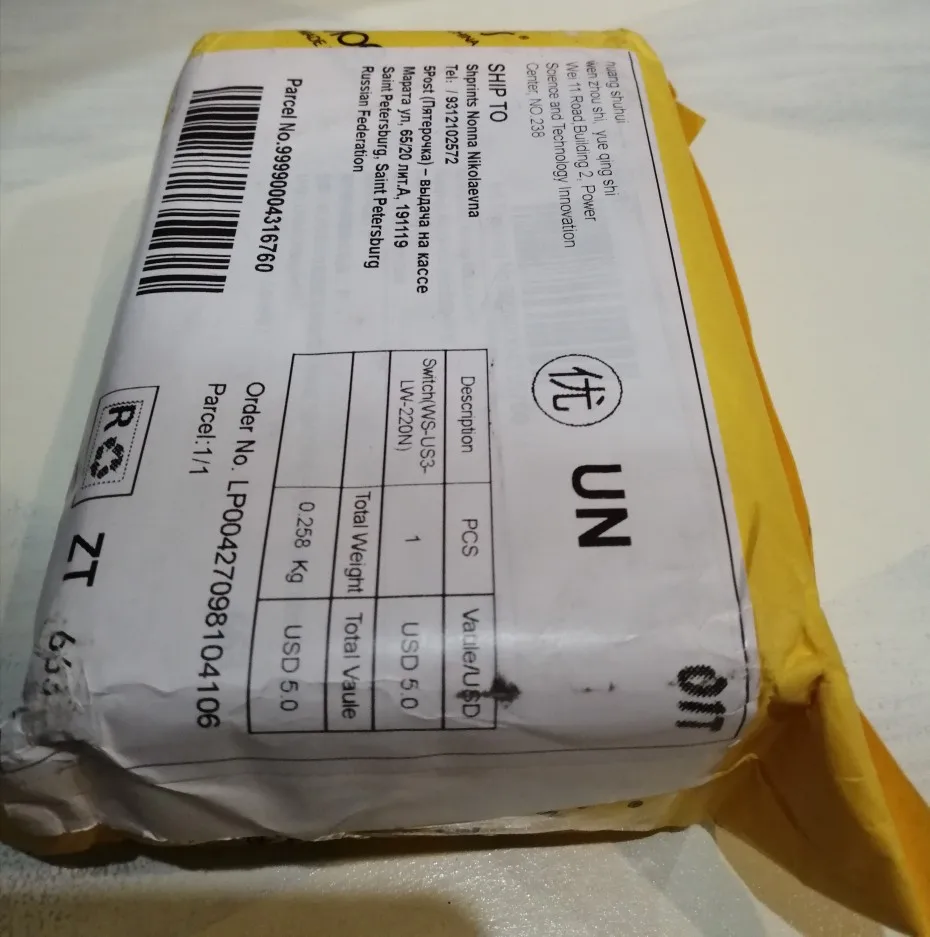 huang shuhui
wen zhou shi, yue qing shi
Wei 11 Road,Building 2, Power
Science and Technology Innovation
Center, NO.238
优
UN
SHIP TO
Shprints Nonna Nikolaevna
Tel: / 9312102572
5Post (Пятерочка) – выдача на кассе
Марата ул, 65/20 лит.А, 191119
Saint Petersburg, Saint Petersburg
Russian Federation
Description PCS Vaule/USD
Switch(WS-US3-
LW-220N) 1 USD 5.0
Total Weight Total Vaule
0.258 Kg USD 5.0
Parcel No.99990004316760
Order No. LP00427098104106
Parcel:1/1
R
ZT